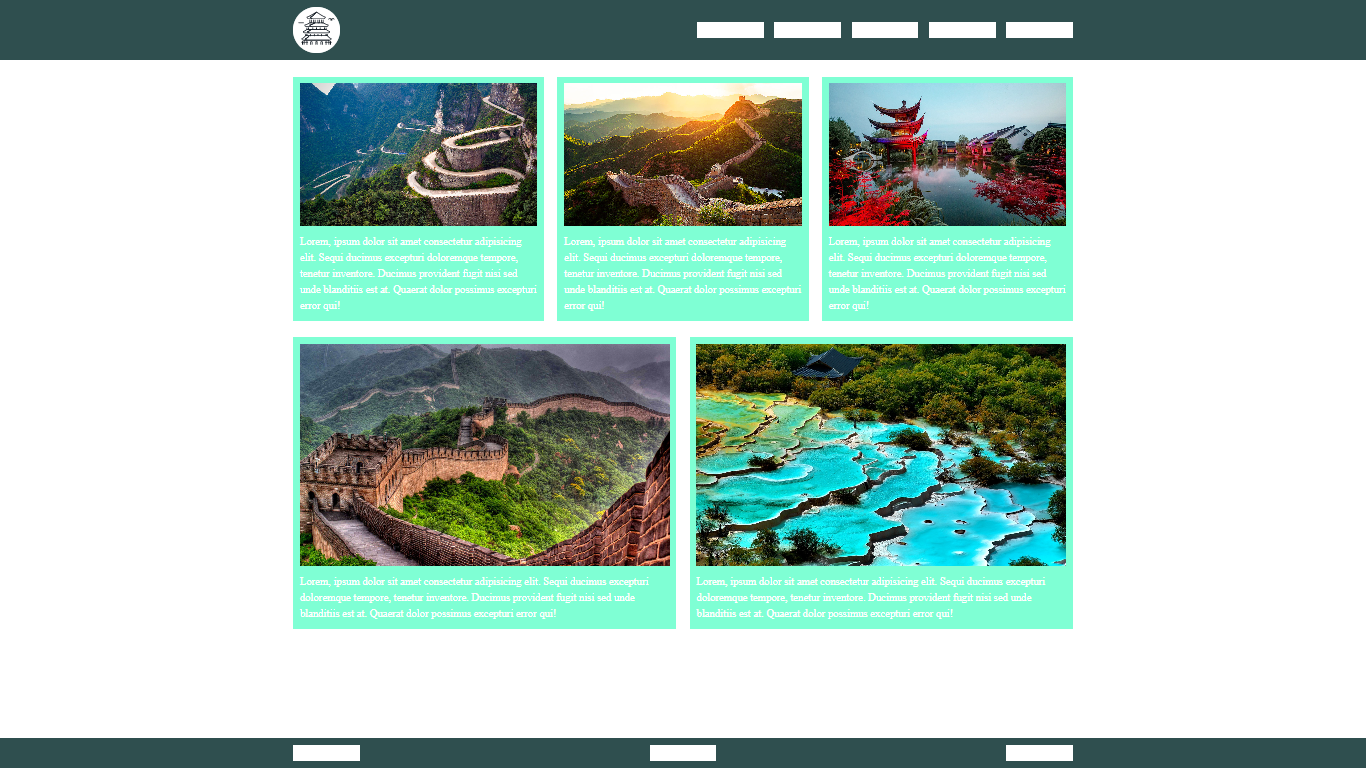 Lorem, ipsum dolor sit amet consectetur adipisicing
elit. Sequi ducimus excepturi doloremque tempore,
tenetur inventore. Ducimus provident fugit nisi sed
unde blanditiis est at. Quaerat dolor possimus excepturi
error qui!
Lorem, ipsum dolor sit amet consectetur adipisicing
elit. Sequi ducimus excepturi doloremque tempore,
tenetur inventore. Ducimus provident fugit nisi sed
unde blanditiis est at. Quaerat dolor possimus excepturi
error qui!
Lorem, ipsum dolor sit amet consectetur adipisicing
elit. Sequi ducimus excepturi doloremque tempore,
tenetur inventore. Ducimus provident fugit nisi sed
unde blanditiis est at. Quaerat dolor possimus excepturi
error qui!
Lorem, ipsum dolor sit amet consectetur adipisicing elit. Sequi ducimus excepturi
doloremque tempore, tenetur inventore. Ducimus provident fugit nisi sed unde
blanditiis est at. Quaerat dolor possimus excepturi error qui!
Lorem, ipsum dolor sit amet consectetur adipisicing elit. Sequi ducimus excepturi
doloremque tempore, tenetur inventore. Ducimus provident fugit nisi sed unde
blanditiis est at. Quaerat dolor possimus excepturi error qui!